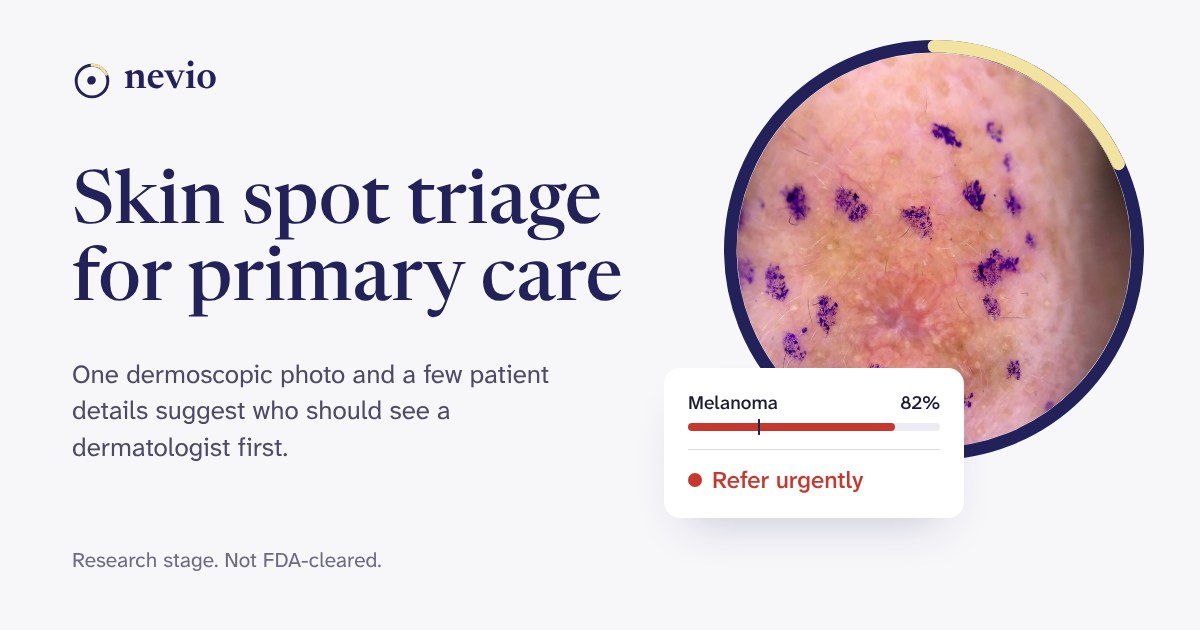 nevio
Skin spot triage
for primary care
One dermoscopic photo and a few patient
details suggest who should see a
dermatologist first.
Melanoma 82%
Refer urgently
Research stage. Not FDA-cleared.